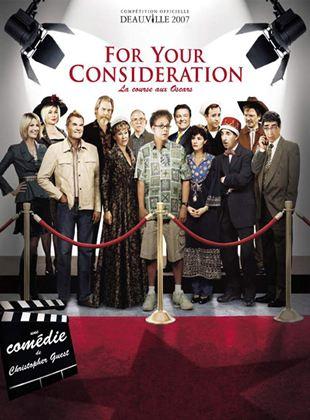 COMPÉTITION OFFICIELLE
DEAUVILLE 2007
FOR YOUR
CONSIDERATION
La course aux Oscars
une
comédie
de
Christopher Guest